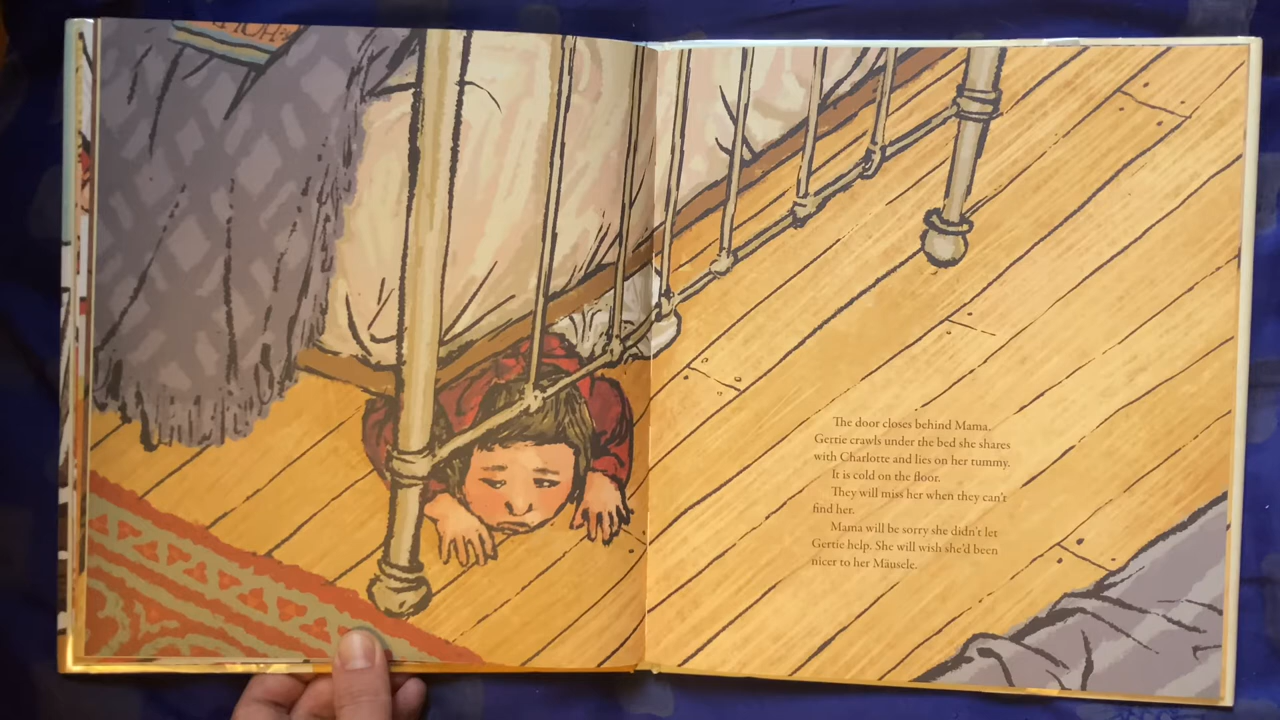 The door closes behind Mama.
Gertie crawls under the bed she shares
with Charlotte and lies on her tummy.
It is cold on the floor.
They will miss her when they can't
find her.
Mama will be sorry she didn't let
Gertie help. She will wish she'd been
nicer to her Mäusele.